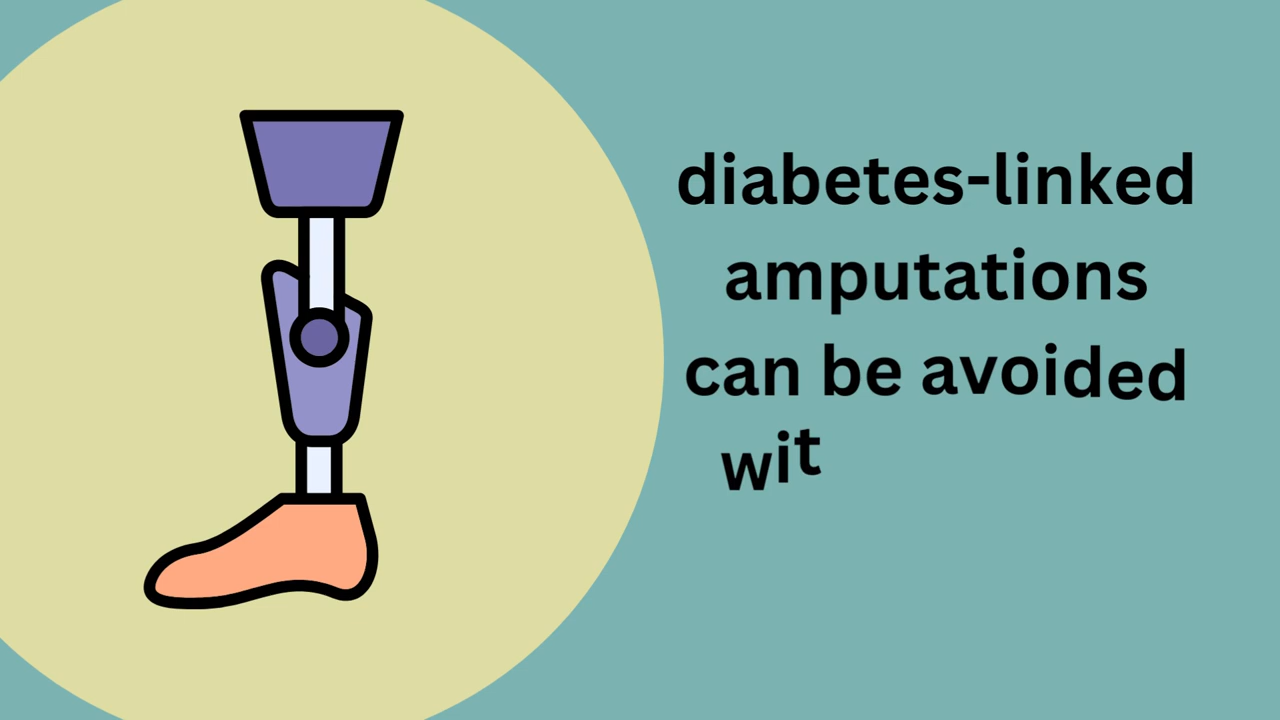 diabetes-linked
amputations
can be avoided
wit